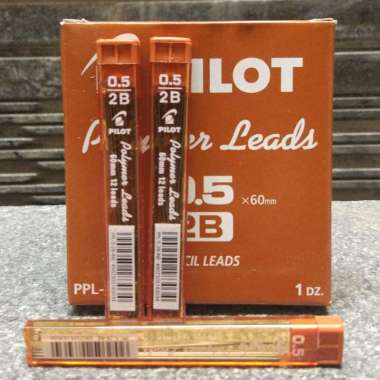 PILOT
Polymer Leads
0.5
×60mm
2B
CIL LEADS
PPL-
1 DZ.
0.5
2B
PILOT
Polymer Leads
60mm 12 leads
0.5
2B
PILOT
Polymer Leads
60mm 12 leads
0.5